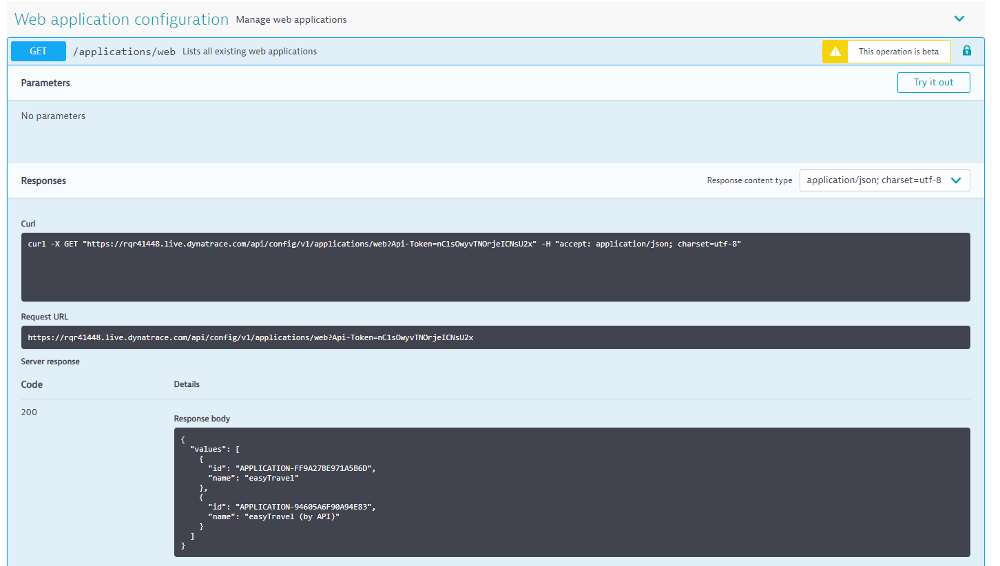 Web application configuration Manage web applications
GET /applications/web Lists all existing web applications This operation is beta
Parameters Try it out
No parameters
Responses Response content type application/json; charset=utf-8
Curl
curl -X GET "https://rqr41448.live.dynatrace.com/api/config/v1/applications/web?Api-Token=nC1sOwyvTNOrjeICNsU2x" -H "accept: application/json; charset=utf-8"
Request URL
https://rqr41448.live.dynatrace.com/api/config/v1/applications/web?Api-Token=nC1sOwyvTNOrjeICNsU2x
Server response
Code Details
200
Response body
{
  "values": [
    {
      "id": "APPLICATION-FF9A27BE971A5B6D",
      "name": "easyTravel"
    },
    {
      "id": "APPLICATION-94605A6F90A94E83",
      "name": "easyTravel (by API)"
    }
  ]
}